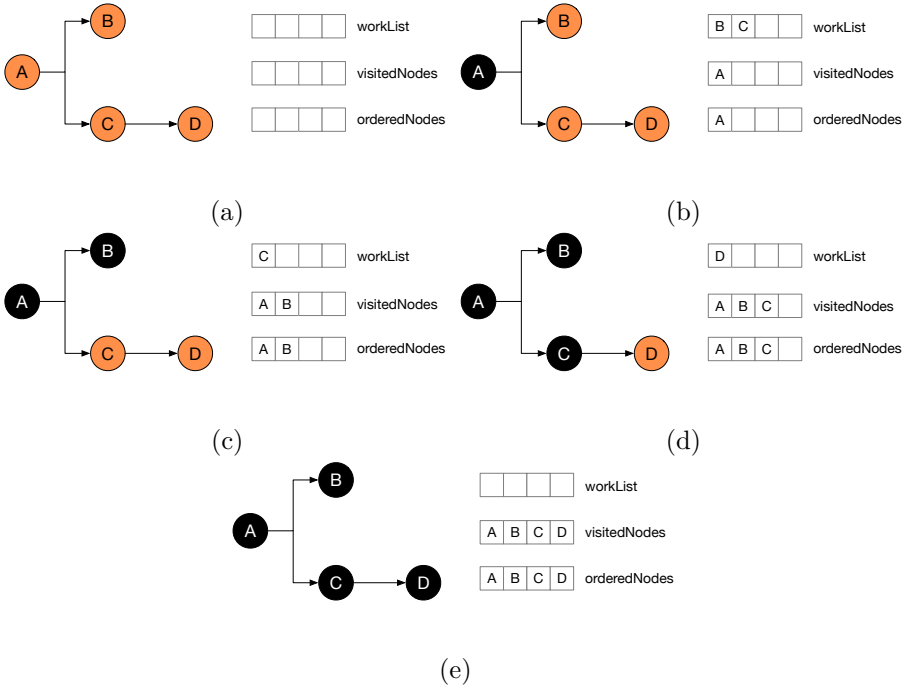 B
workList
A
visitedNodes
C D
orderedNodes
(a)
B
B C workList
A
A visitedNodes
C D
A orderedNodes
(b)
B
C workList
A
A B visitedNodes
C D
A B orderedNodes
(c)
B
D workList
A
A B C visitedNodes
C D
A B C orderedNodes
(d)
B
workList
A
A B C D visitedNodes
C D
A B C D orderedNodes
(e)